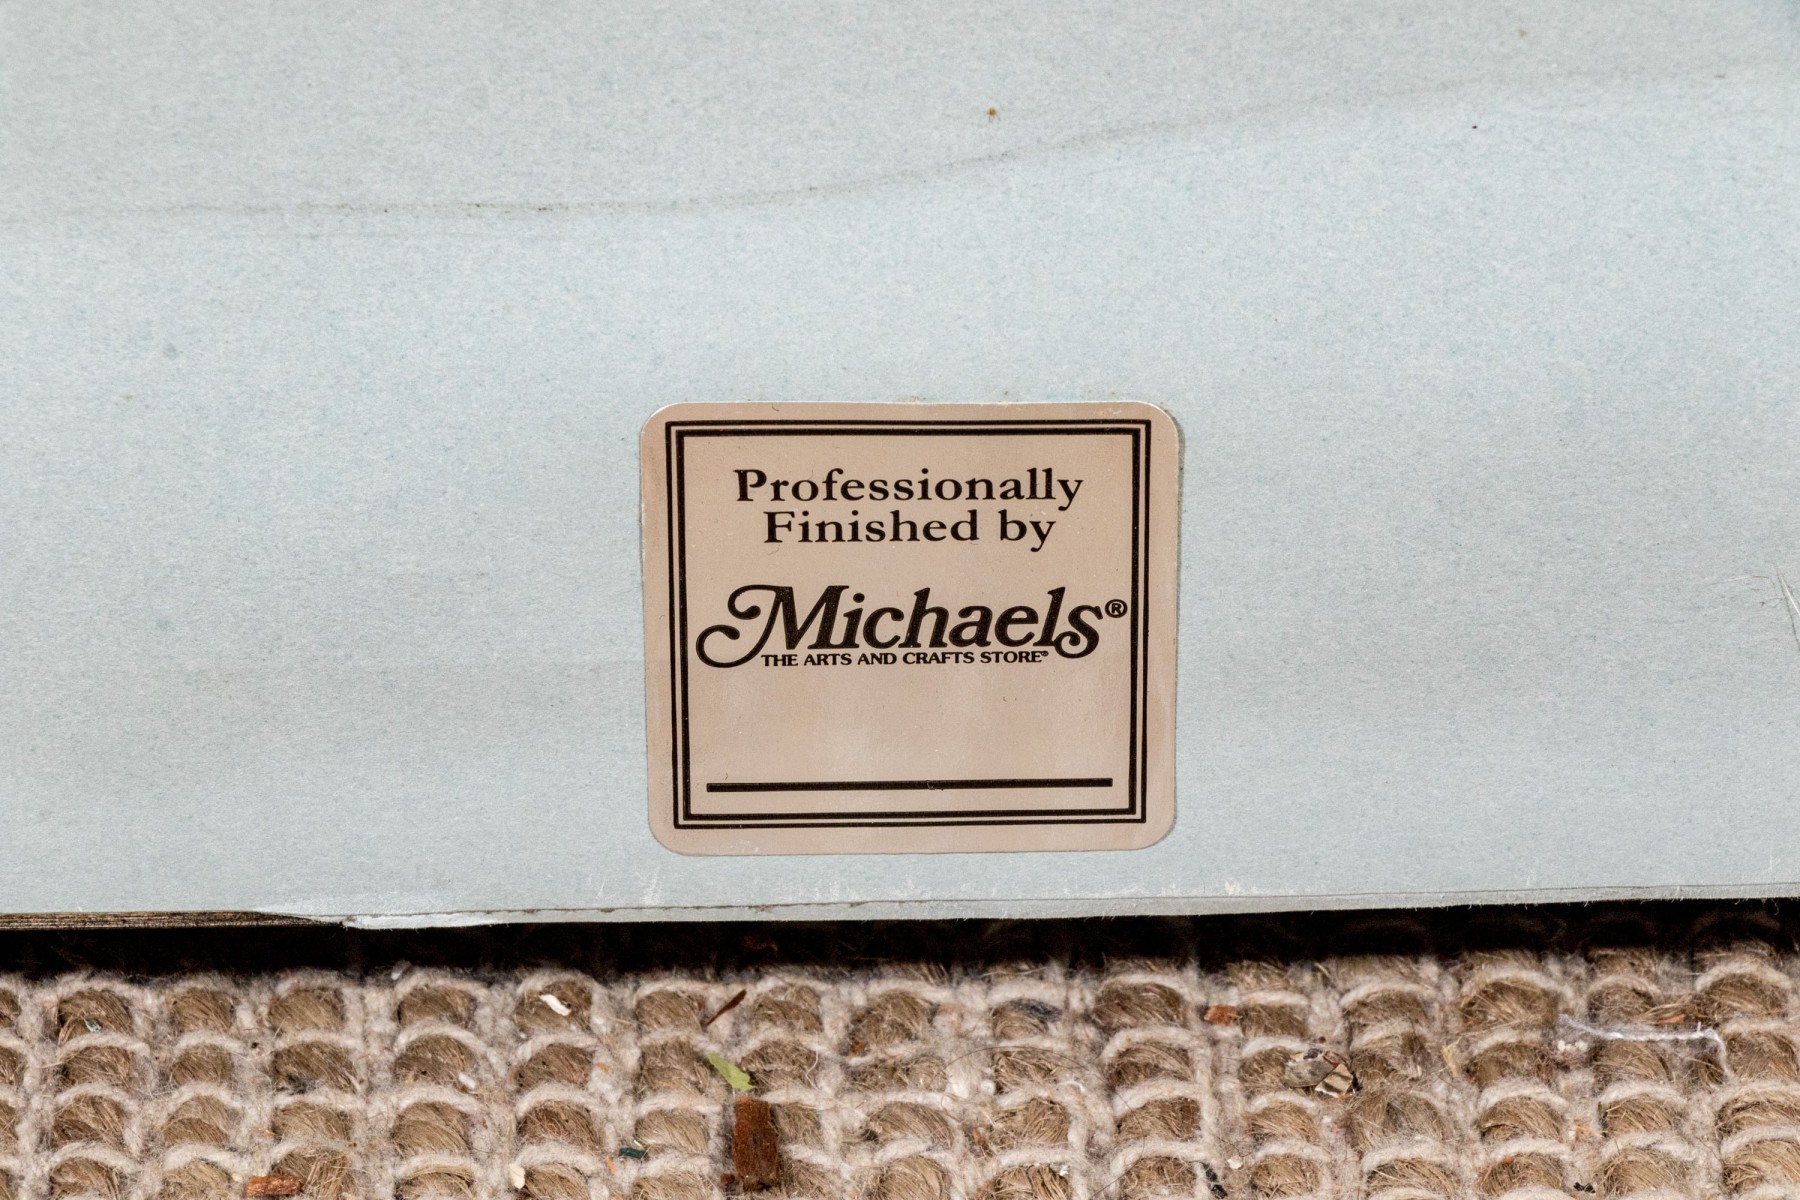 Professionally
Finished by
Michaels®
THE ARTS AND CRAFTS STORE®